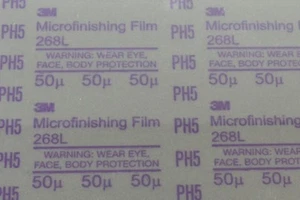 3M
3M
PH5 Microfinishing Film PH5 Microfinishing Film
268L 268L
WARNING: WEAR EYE, WARNING: WEAR EYE,
FACE, BODY PROTECTION FACE, BODY PROTECTION
PH5 50µ 50µ 50µ PH5 50µ 50µ 50µ
3M
3M
PH5 Microfinishing Film PH5 Microfinishing Film
268L 268L
WARNING: WEAR EYE, WARNING: WEAR EYE,
FACE, BODY PROTECTION FACE, BODY PROTECTION
PH5 50µ 50µ 50µ PH5 50µ 50µ 50µ